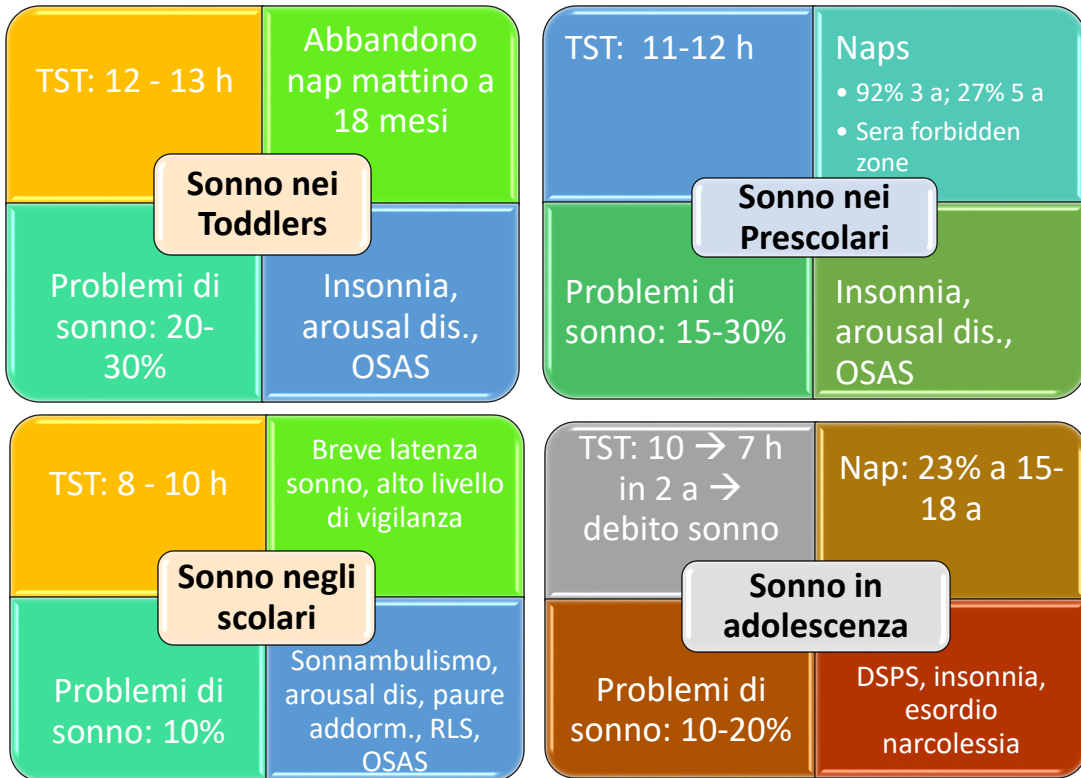 TST: 12 - 13 h
Abbandono
nap mattino a
18 mesi
Sonno nei
Toddlers
Problemi di
sonno: 20-
30%
Insonnia,
arousal dis.,
OSAS
TST: 11-12 h
Naps
• 92% 3 a; 27% 5 a
• Sera forbidden
zone
Sonno nei
Prescolari
Problemi di
sonno: 15-30%
Insonnia,
arousal dis.,
OSAS
TST: 8 - 10 h
Breve latenza
sonno, alto livello
di vigilanza
Sonno negli
scolari
Problemi di
sonno: 10%
Sonnambulismo,
arousal dis, paure
addorm., RLS,
OSAS
TST: 10 → 7 h
in 2 a →
debito sonno
Nap: 23% a 15-
18 a
Sonno in
adolescenza
Problemi di
sonno: 10-20%
DSPS, insonnia,
esordio
narcolessia